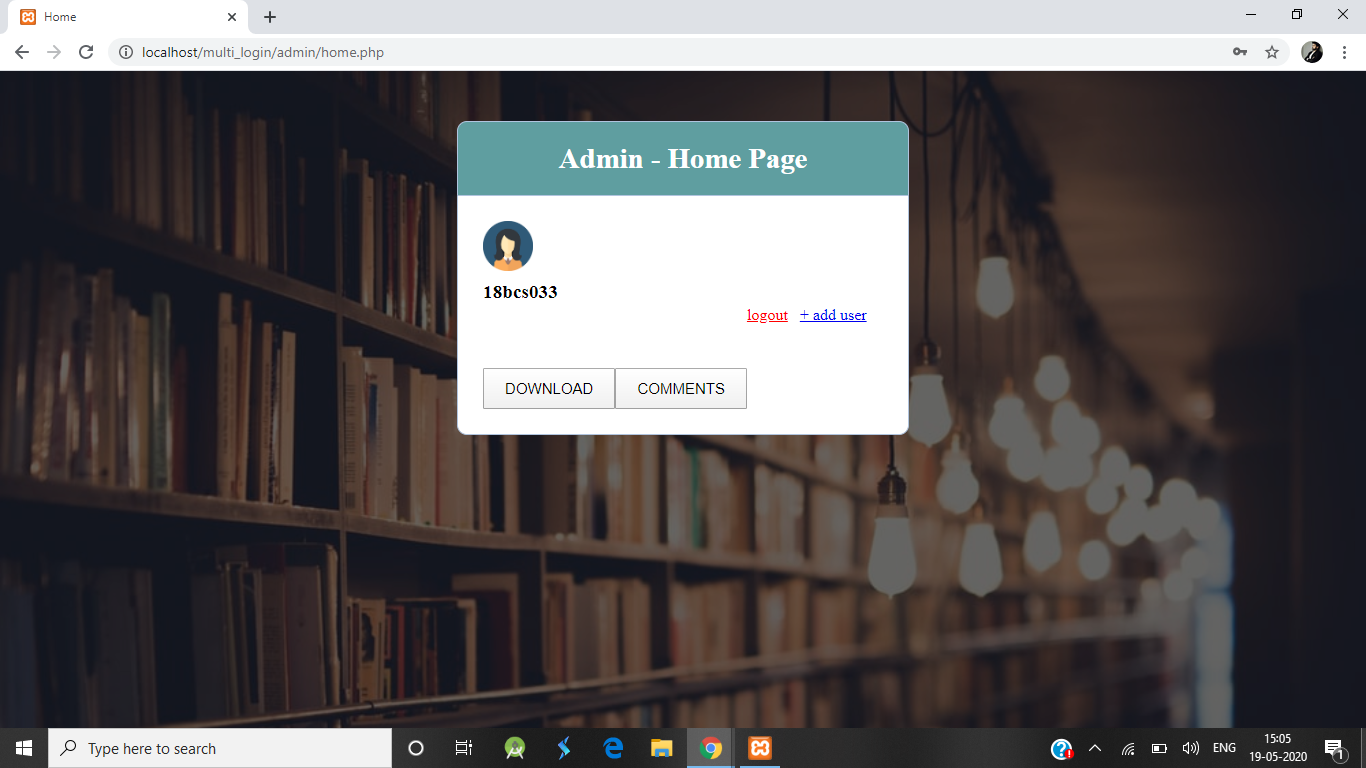 Home
localhost/multi_login/admin/home.php
Admin - Home Page
18bcs033
logout + add user
DOWNLOAD COMMENTS
Type here to search
ENG
15:05
19-05-2020
1